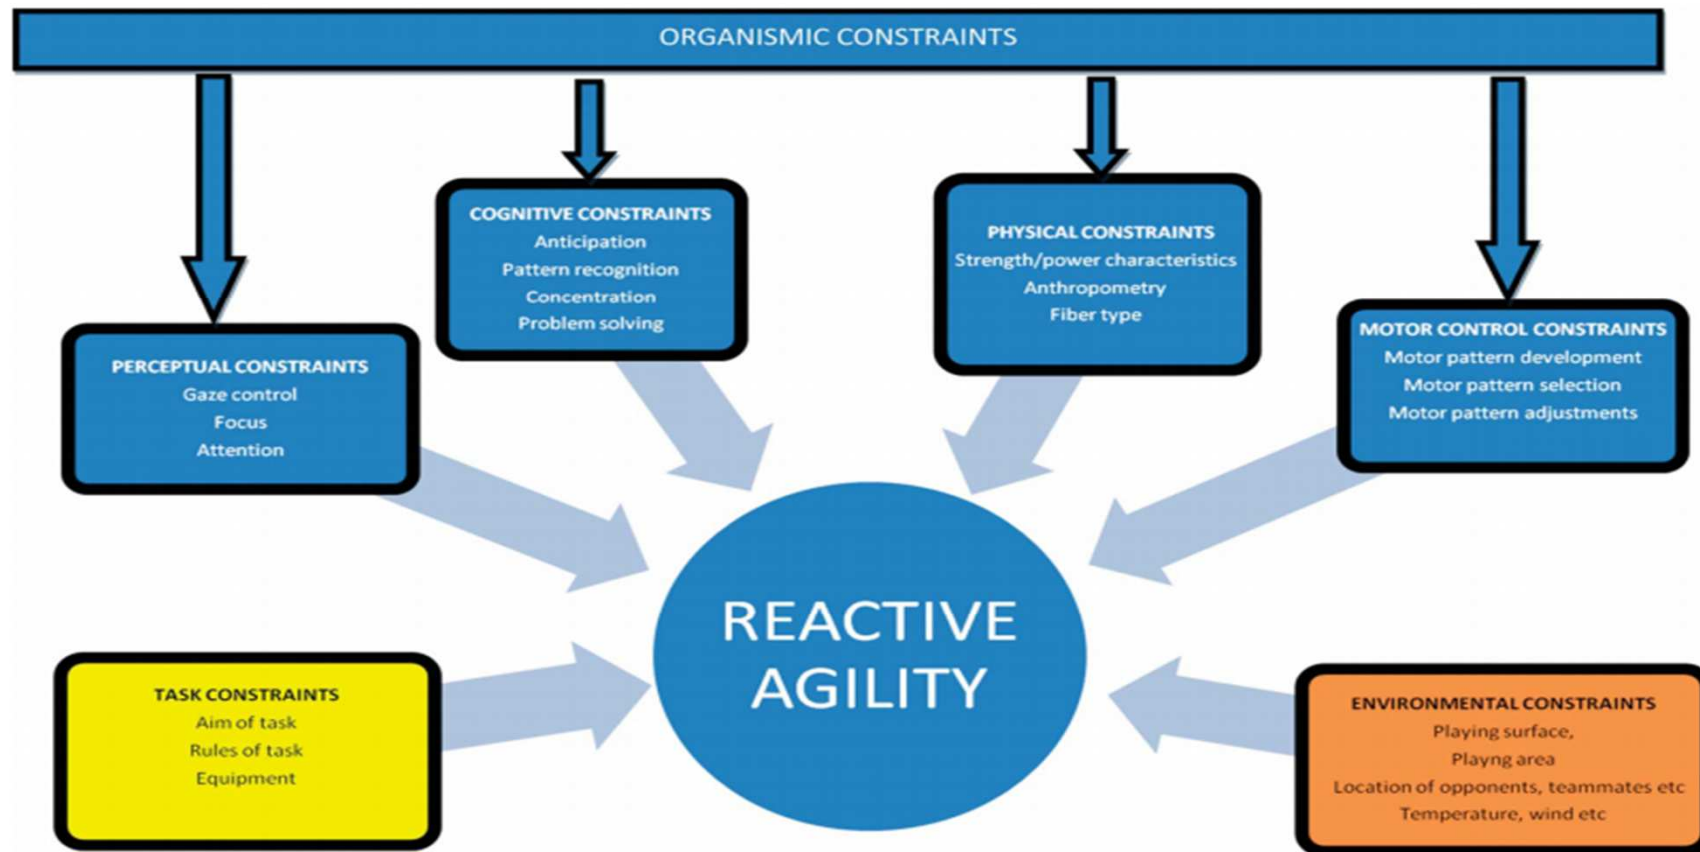 ORGANISMIC CONSTRAINTS
COGNITIVE CONSTRAINTS
Anticipation
Pattern recognition
Concentration
Problem solving
PHYSICAL CONSTRAINTS
Strength/power characteristics
Anthropometry
Fiber type
PERCEPTUAL CONSTRAINTS
Gaze control
Focus
Attention
MOTOR CONTROL CONSTRAINTS
Motor pattern development
Motor pattern selection
Motor pattern adjustments
REACTIVE
AGILITY
TASK CONSTRAINTS
Aim of task
Rules of task
Equipment
ENVIRONMENTAL CONSTRAINTS
Playing surface,
Playng area
Location of opponents, teammates etc
Temperature, wind etc